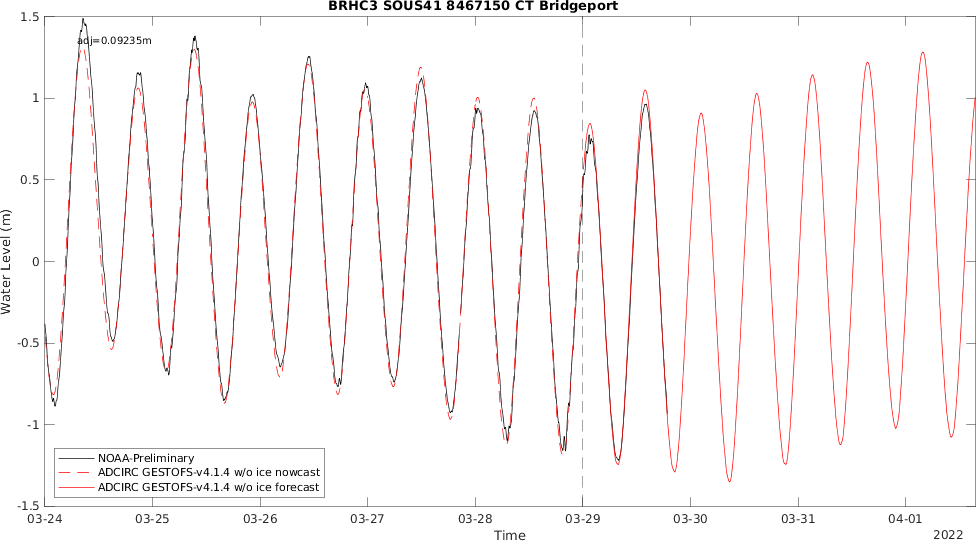 BRHC3 SOUS41 8467150 CT Bridgeport
adj=0.09235m
1.5
1
0.5
0
-0.5
-1
-1.5
Water Level (m)
NOAA-Preliminary
ADCIRC GESTOFS-v4.1.4 w/o ice nowcast
ADCIRC GESTOFS-v4.1.4 w/o ice forecast
03-24 03-25 03-26 03-27 03-28 03-29 03-30 03-31 04-01
Time
2022